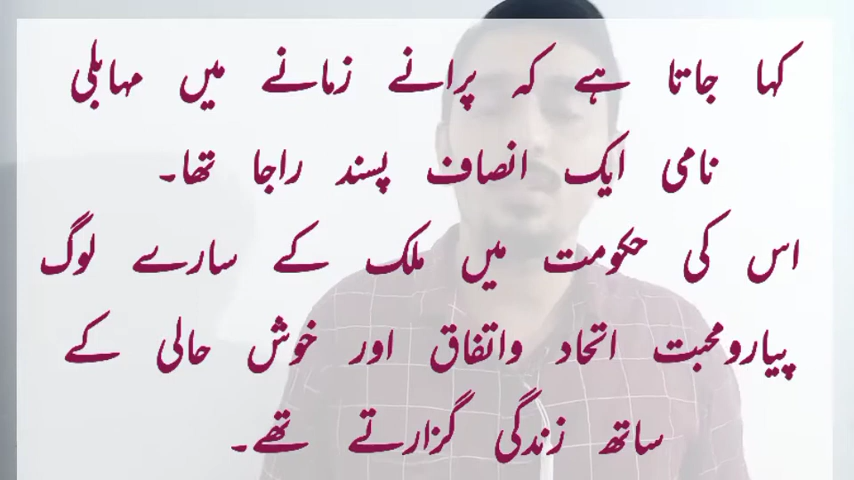 کہا جاتا ہے کہ پرانے زمانے میں مہابلی
نامی ایک انصاف پسند راجا تھا۔
اس کی حکومت میں ملک کے سارے لوگ
پیارومحبت اتحاد واتفاق اور خوش حالی کے
ساتھ زندگی گزارتے تھے۔